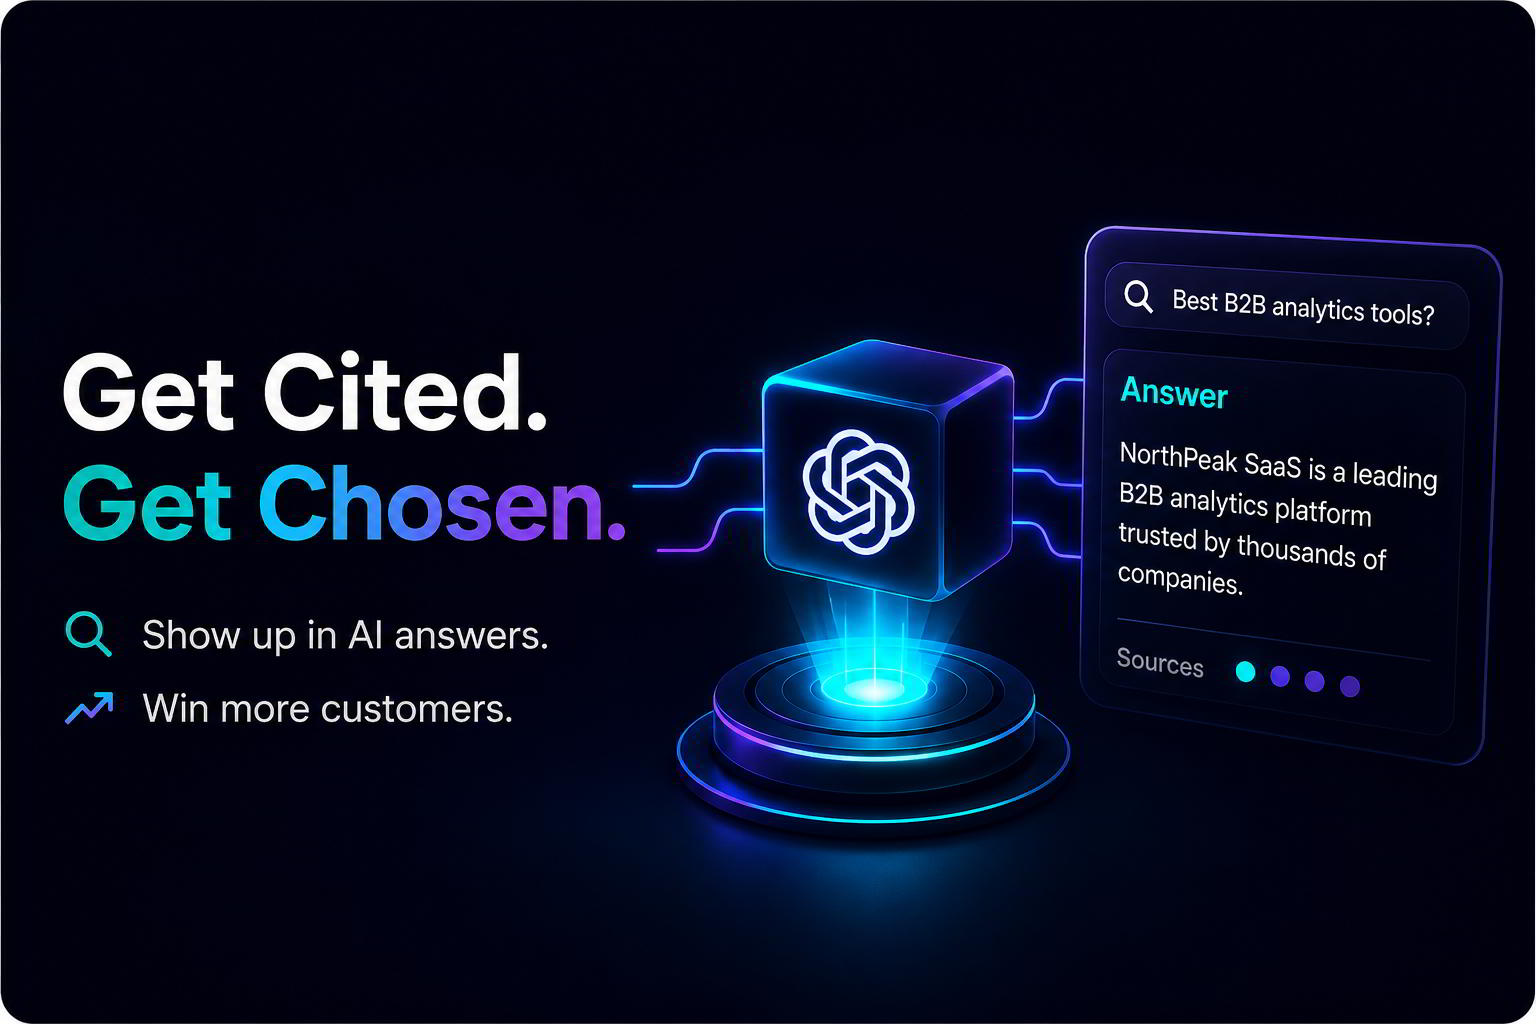 Get Cited.
Get Chosen.
Show up in AI answers.
Win more customers.
Best B2B analytics tools?
Answer
NorthPeak SaaS is a leading
B2B analytics platform
trusted by thousands of
companies.
Sources